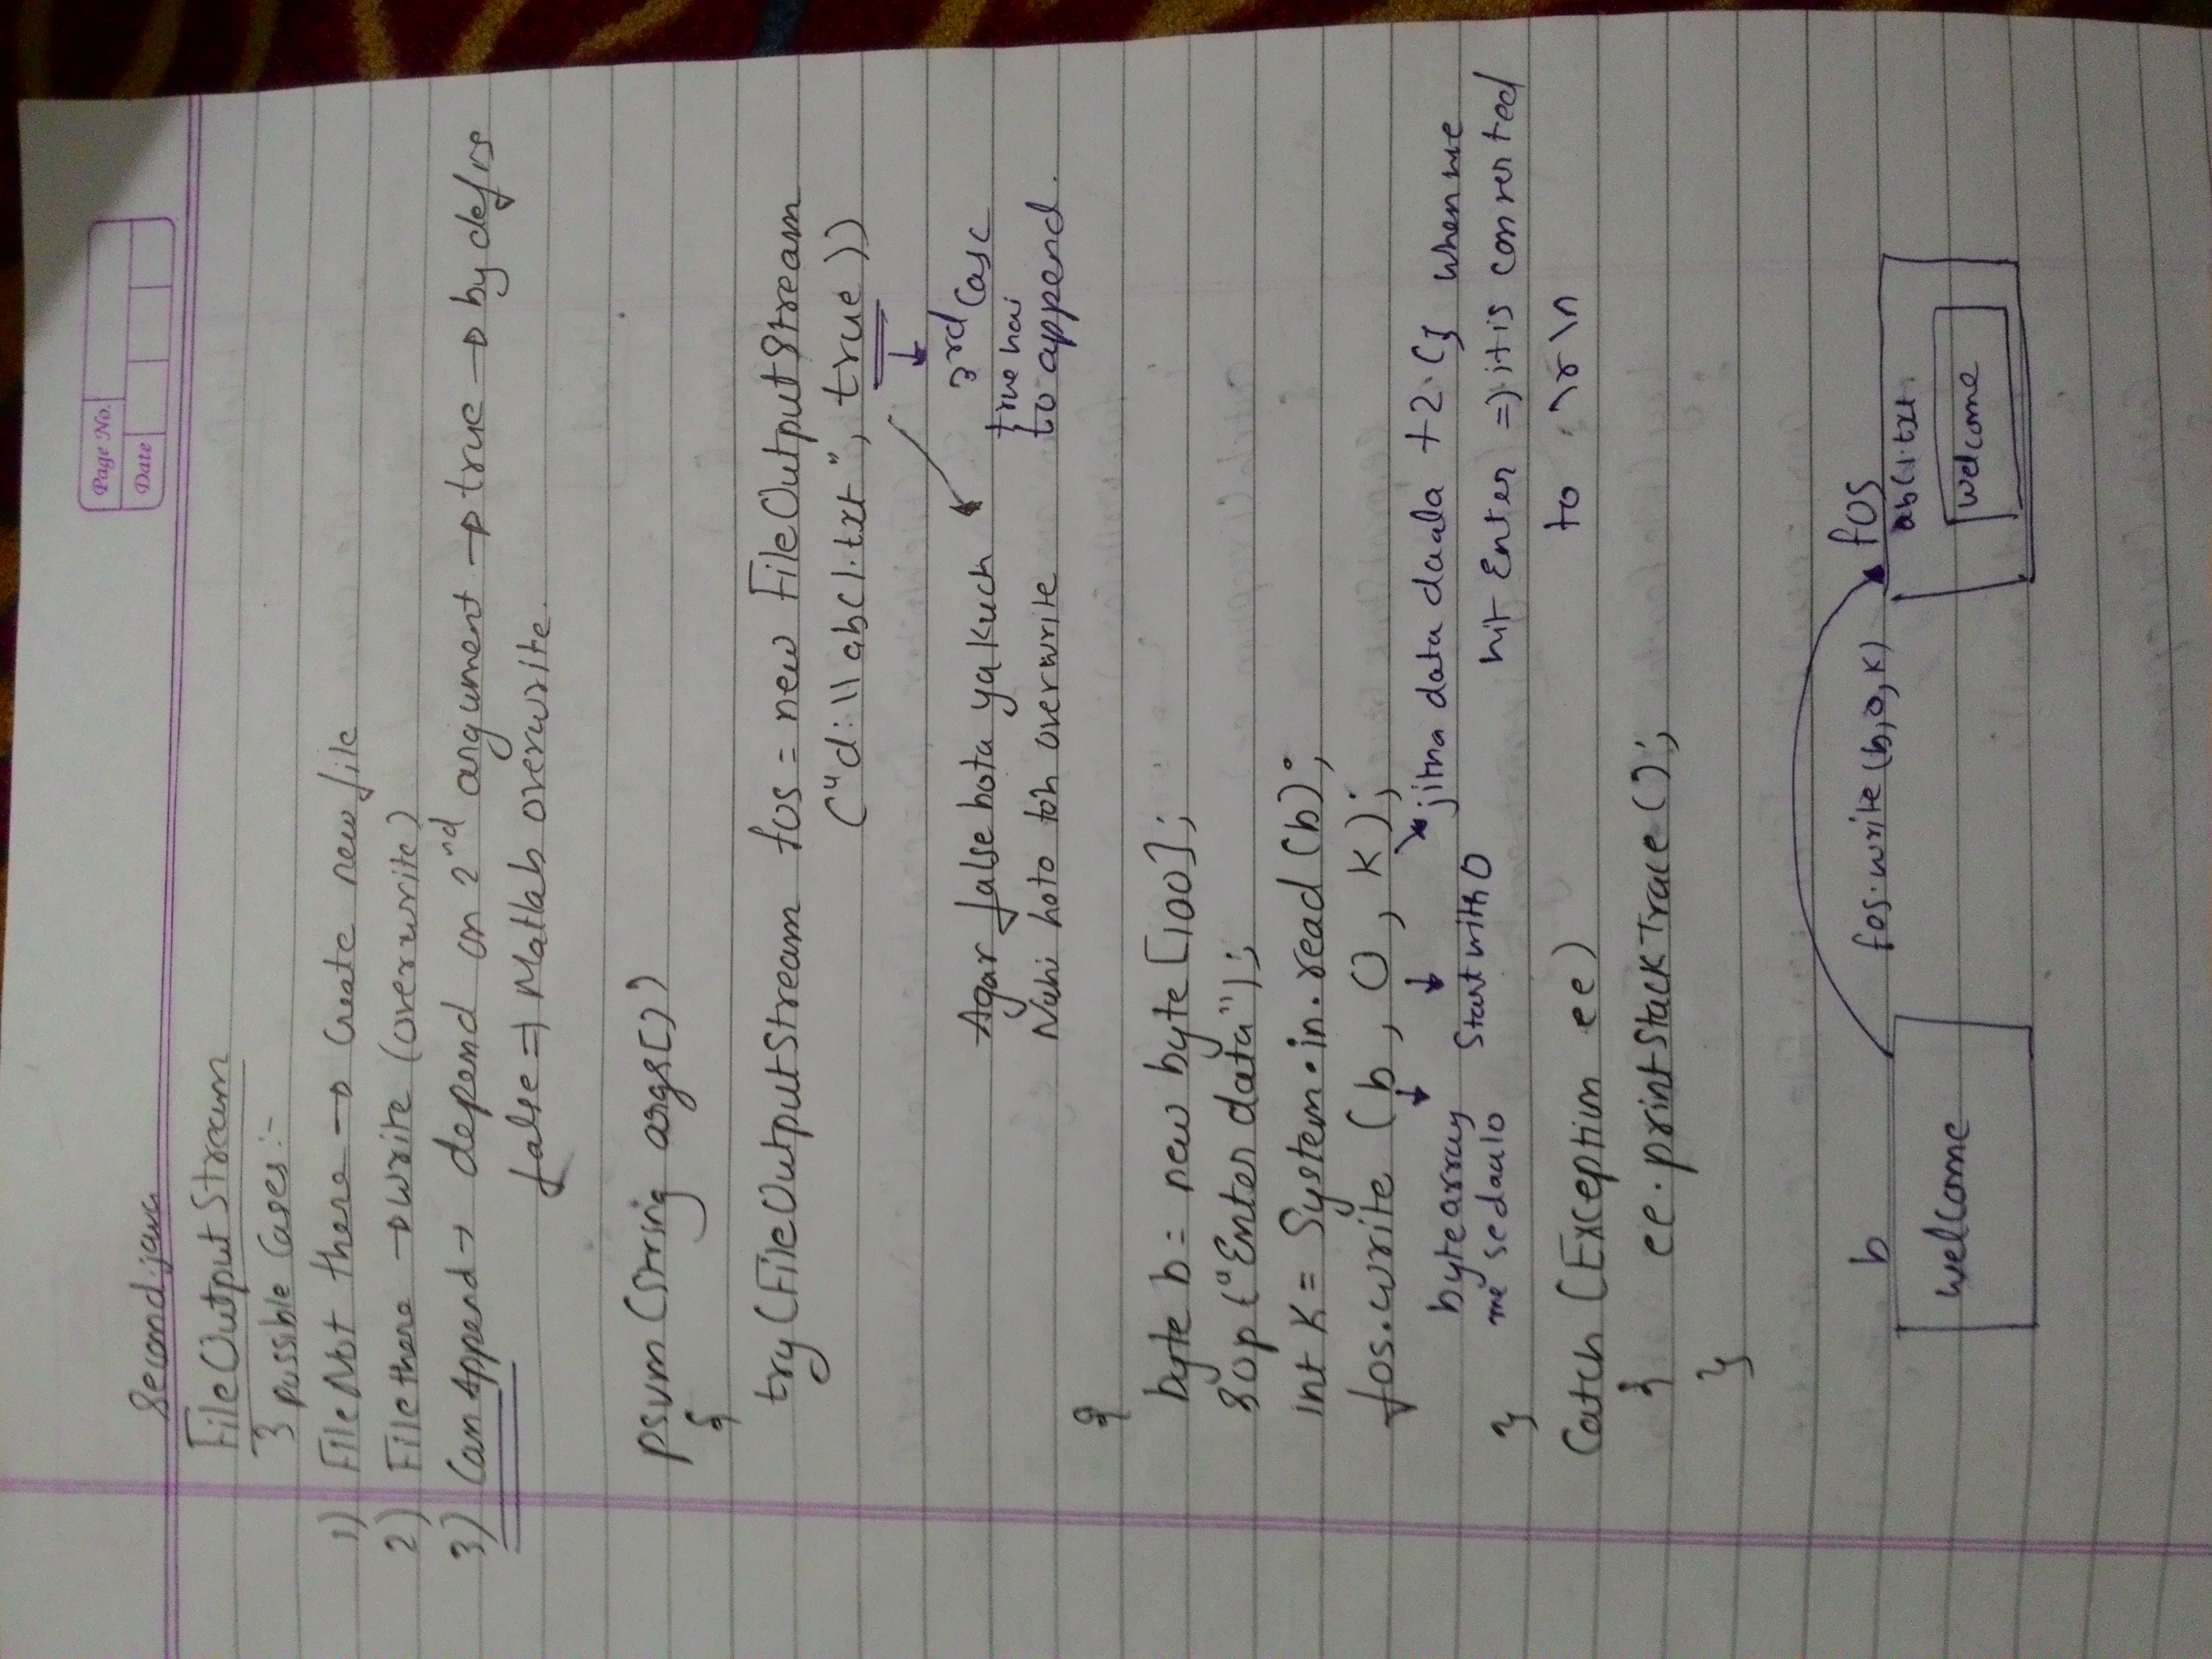 Page No.
Date
Second.java
FileOutputStream
3 possible Cases :-
1) File Not there → Create new file
2) File there → write (overwrite)
3) Can Append → depend on 2nd argument → true → by def is
false => Matlab overwrite.
psvm (String args[])
{
try (FileOutputStream fos = new FileOutputStream
("d:\\abc1.txt", true))
3rd Case
Agar false hota ya kuch
true hai
Nahi hoto toh overwrite
to append.
{
byte b = new byte [100];
Sop ("Enter data");
int K = System.in.read (b);
fos.write (b, 0, K);
jitna data daala +2. when we
byte array
Start with 0
me se daalo
hit Enter => it is converted
to \r\n
}
Catch (Exception ee)
{ ee.printStackTrace ();
}
b
fos.write (b, 0, K)
fos
abc1.txt.
welcome
welcome